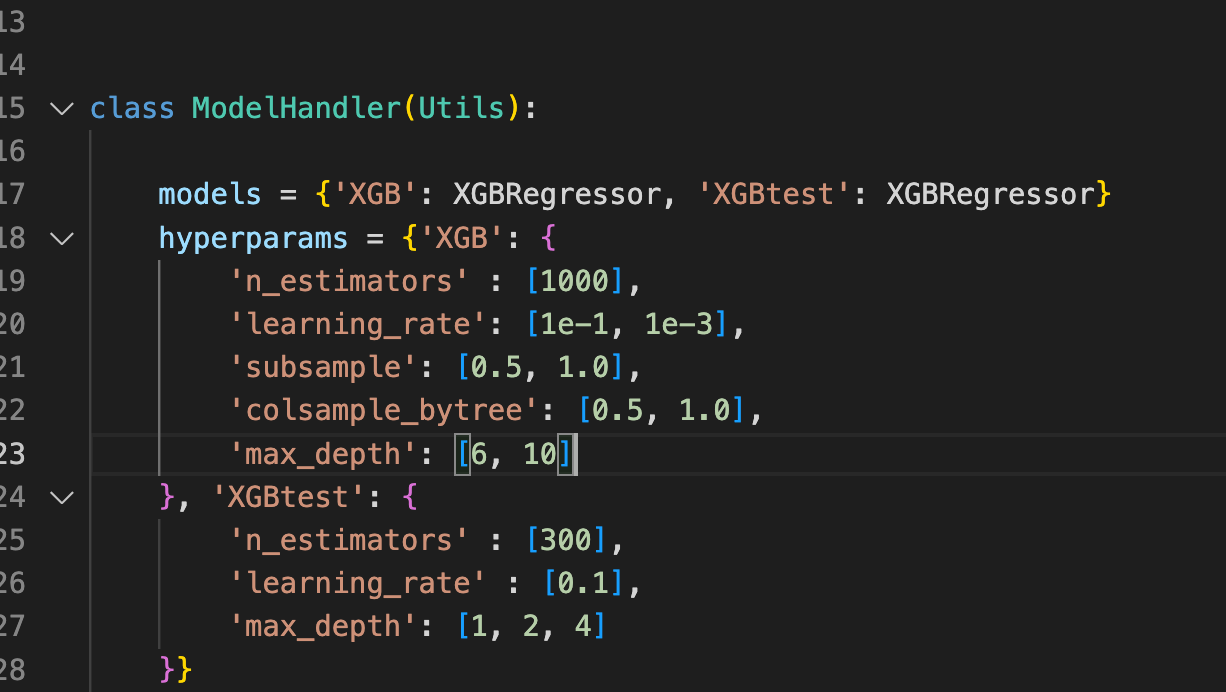 13
14
15 class ModelHandler(Utils):
16
17 models = {'XGB': XGBRegressor, 'XGBtest': XGBRegressor}
18 hyperparams = {'XGB': {
19 'n_estimators' : [1000],
20 'learning_rate': [1e-1, 1e-3],
21 'subsample': [0.5, 1.0],
22 'colsample_bytree': [0.5, 1.0],
23 'max_depth': [6, 10]
24 }, 'XGBtest': {
25 'n_estimators' : [300],
26 'learning_rate' : [0.1],
27 'max_depth': [1, 2, 4]
28 }}